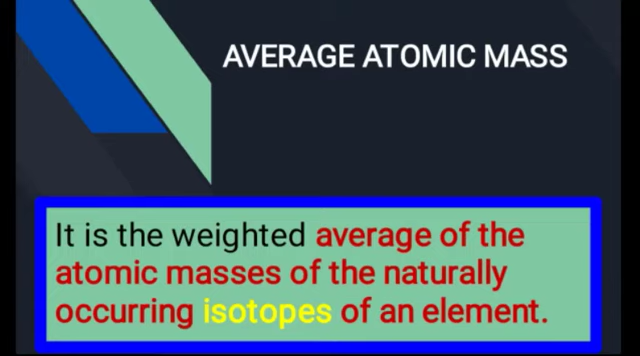 AVERAGE ATOMIC MASS
It is the weighted average of the
atomic masses of the naturally
occurring isotopes of an element.